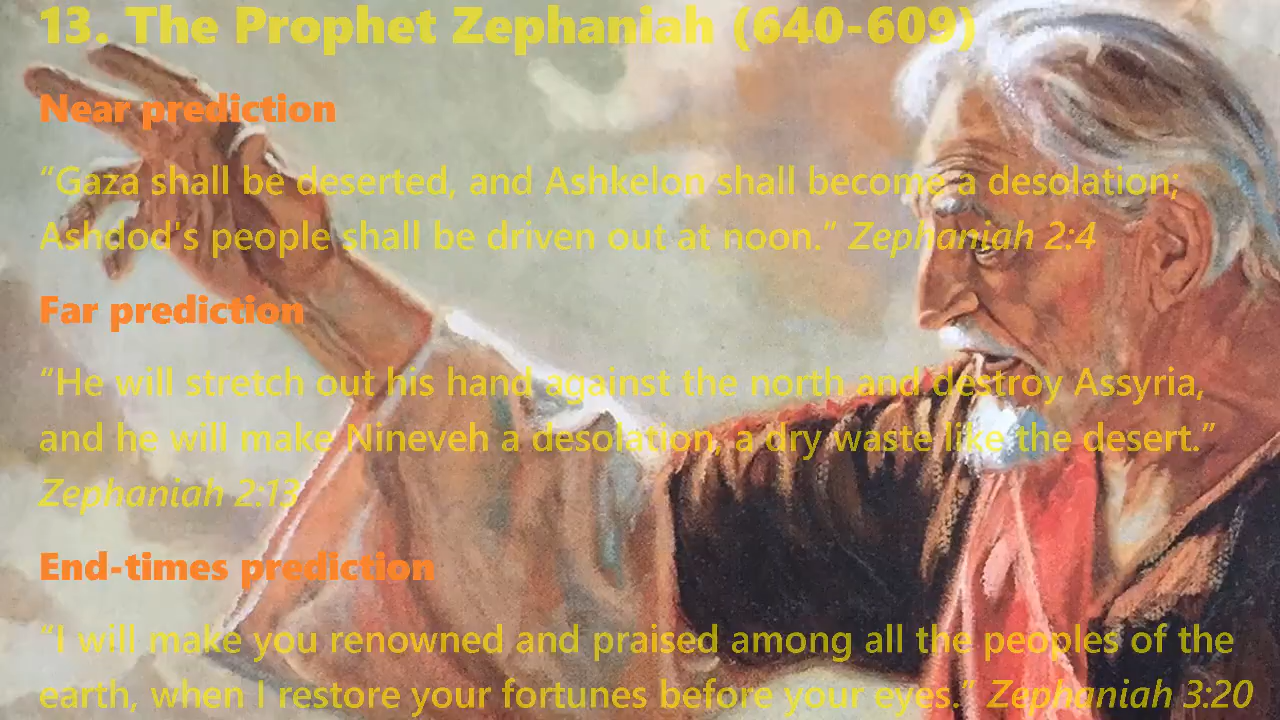 13. The Prophet Zephaniah (640-609)
Near prediction
“Gaza shall be deserted, and Ashkelon shall become a desolation;
Ashdod's people shall be driven out at noon.” Zephaniah 2:4
Far prediction
“He will stretch out his hand against the north and destroy Assyria,
and he will make Nineveh a desolation, a dry waste like the desert.”
Zephaniah 2:13
End-times prediction
“I will make you renowned and praised among all the peoples of the
earth, when I restore your fortunes before your eyes.” Zephaniah 3:20